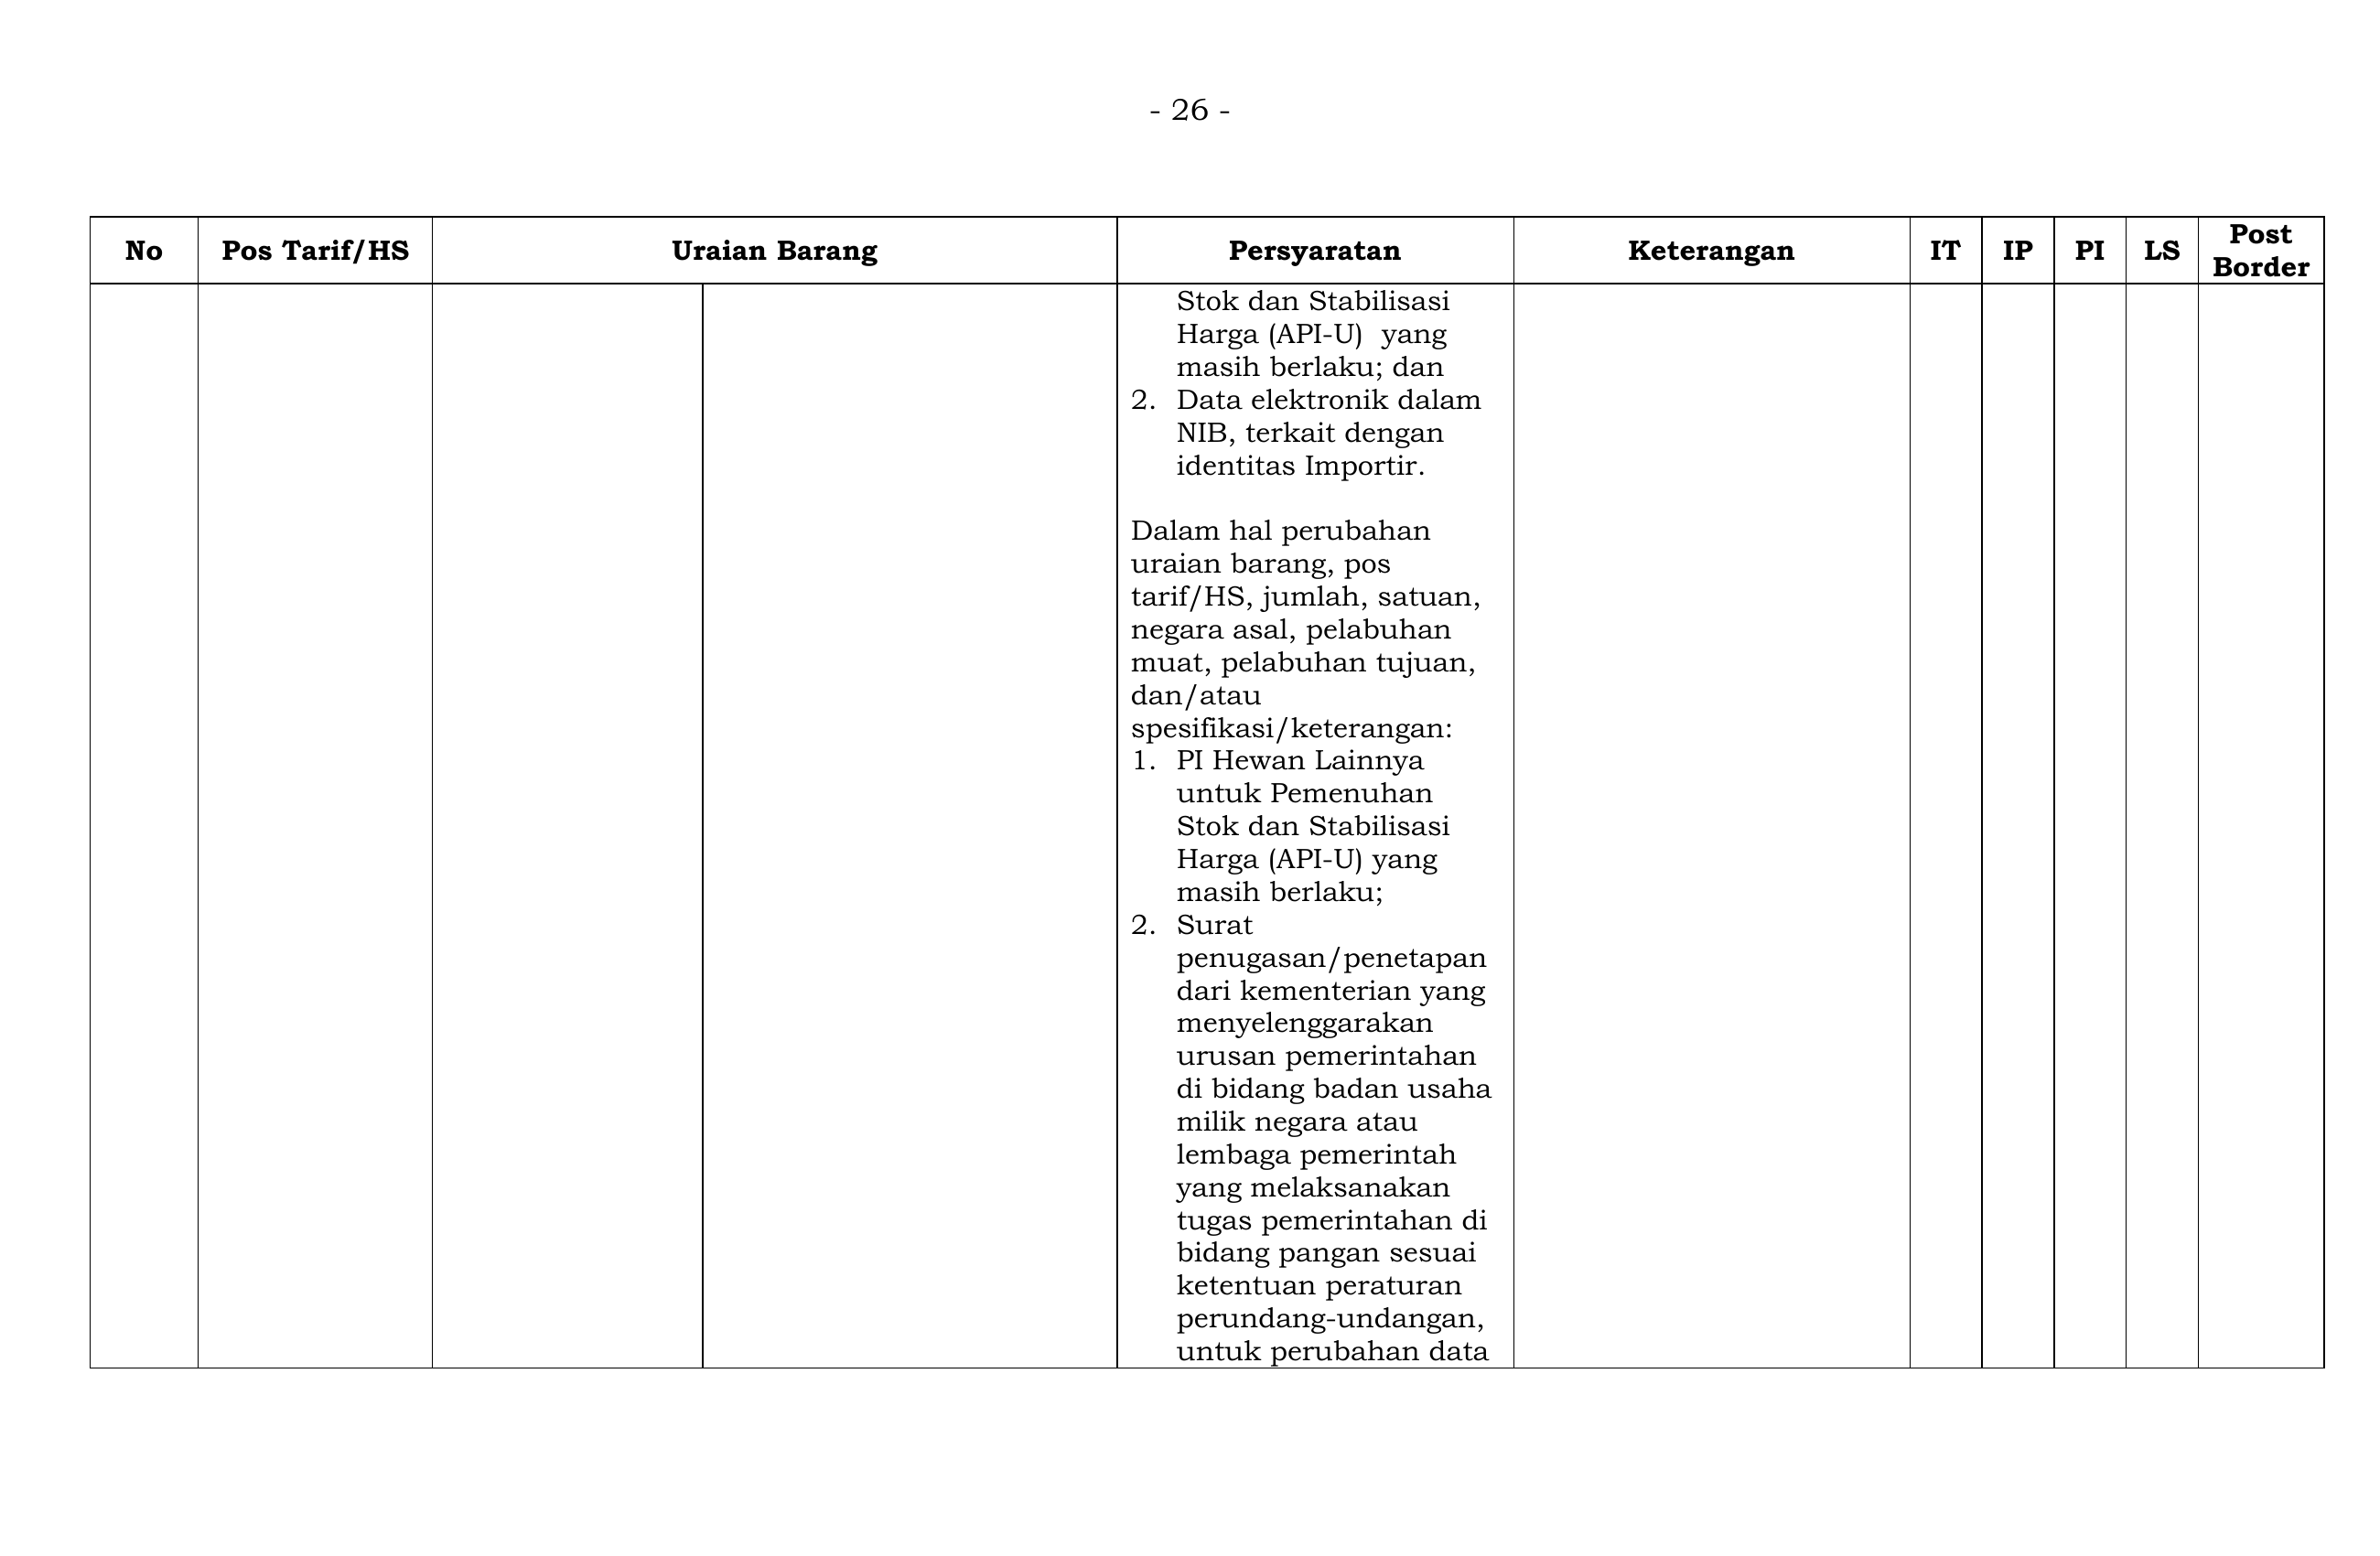 - 26 -
No Pos Tarif/HS Uraian Barang Persyaratan Keterangan IT IP PI LS Post Border
Stok dan Stabilisasi
Harga (API-U) yang
masih berlaku; dan
2. Data elektronik dalam
NIB, terkait dengan
identitas Importir.
Dalam hal perubahan
uraian barang, pos
tarif/HS, jumlah, satuan,
negara asal, pelabuhan
muat, pelabuhan tujuan,
dan/atau
spesifikasi/keterangan:
1. PI Hewan Lainnya
untuk Pemenuhan
Stok dan Stabilisasi
Harga (API-U) yang
masih berlaku;
2. Surat
penugasan/penetapan
dari kementerian yang
menyelenggarakan
urusan pemerintahan
di bidang badan usaha
milik negara atau
lembaga pemerintah
yang melaksanakan
tugas pemerintahan di
bidang pangan sesuai
ketentuan peraturan
perundang-undangan,
untuk perubahan data